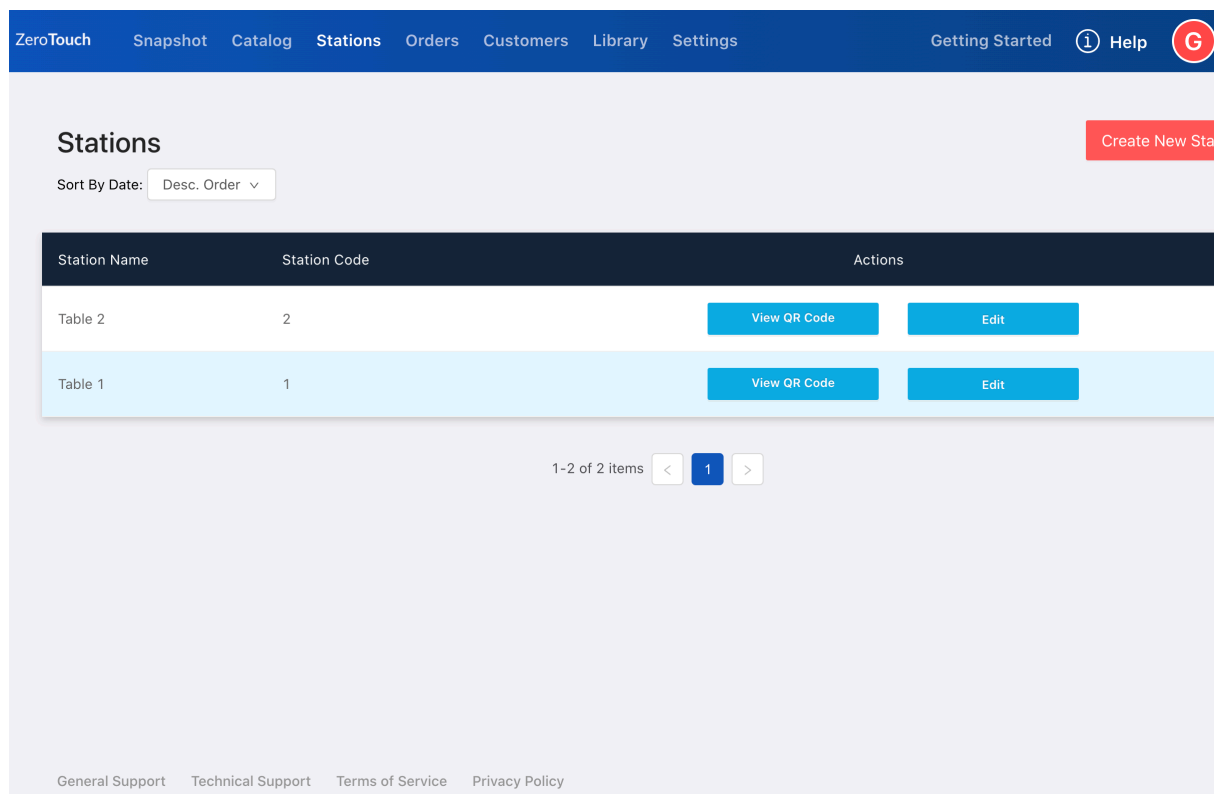 ZeroTouch Snapshot Catalog Stations Orders Customers Library Settings Getting Started i Help G
Stations
Create New Sta
Sort By Date: Desc. Order
Station Name Station Code Actions
Table 2 2 View QR Code Edit
Table 1 1 View QR Code Edit
1-2 of 2 items < 1 >
General Support Technical Support Terms of Service Privacy Policy